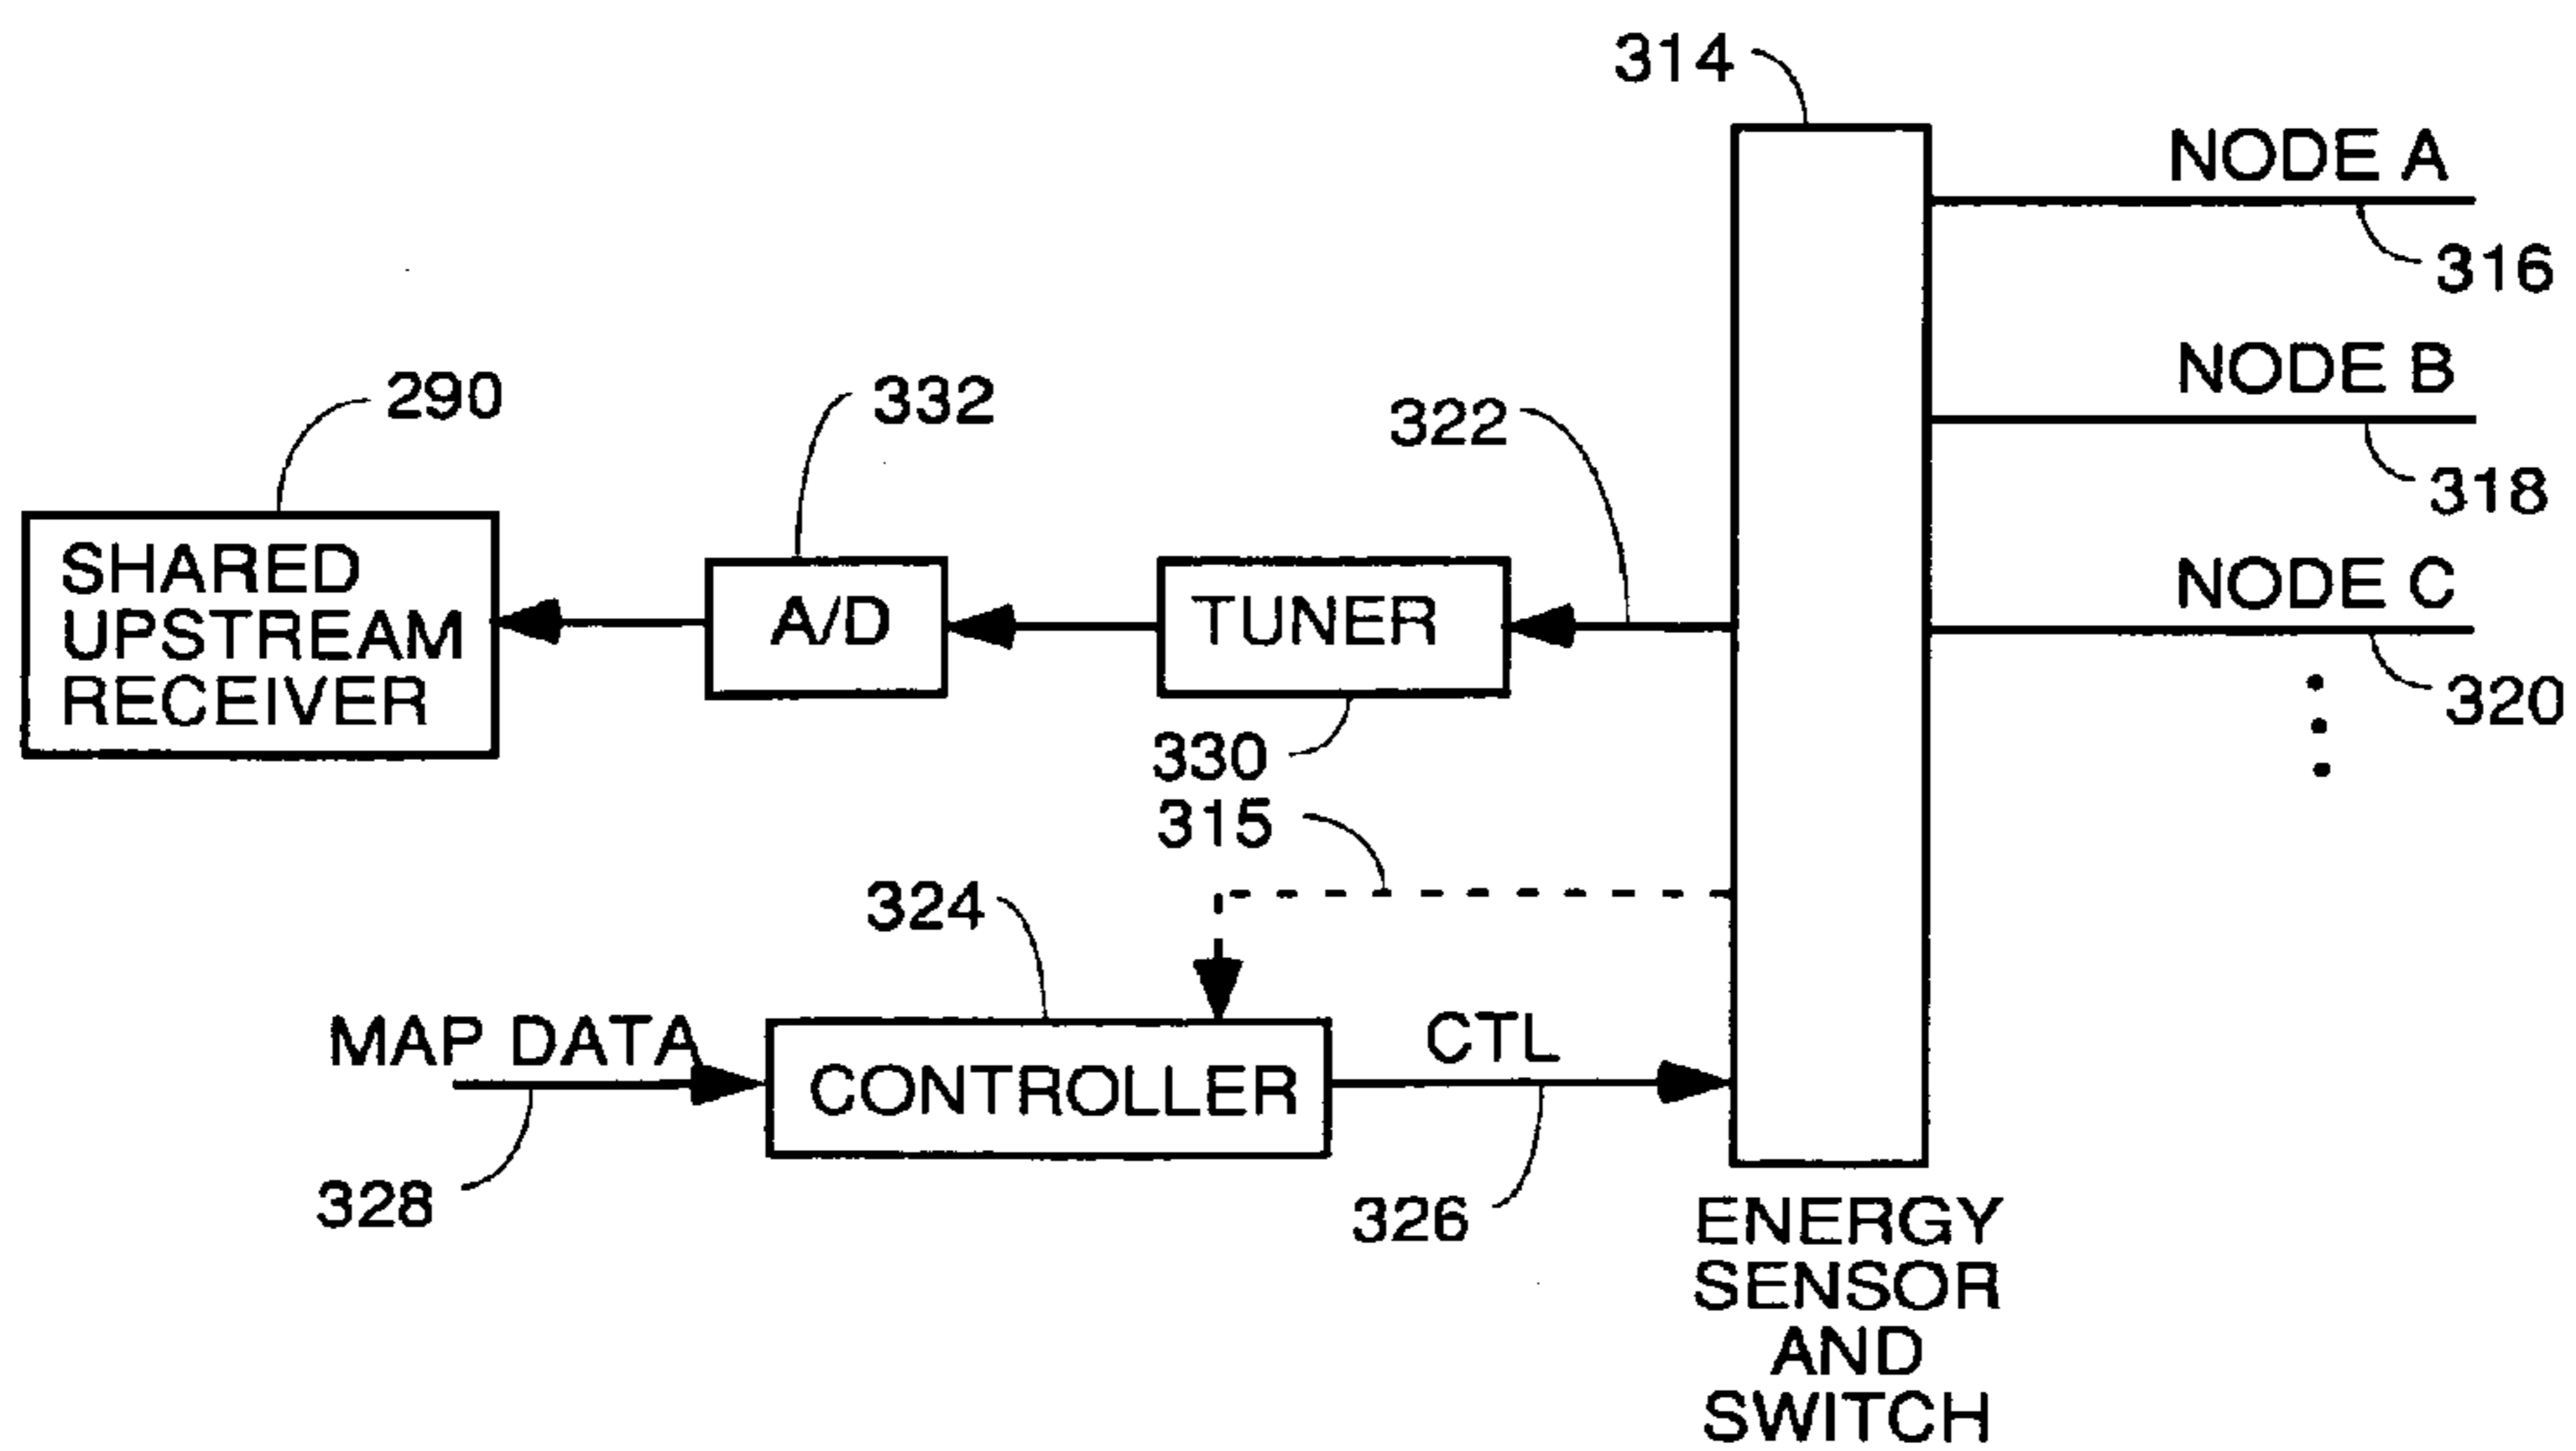 314
NODE A
316
NODE B
318
NODE C
320
290
332
322
SHARED
UPSTREAM
RECEIVER
A/D
TUNER
330
315
324
MAP DATA
CONTROLLER
CTL
328
326
ENERGY
SENSOR
AND
SWITCH